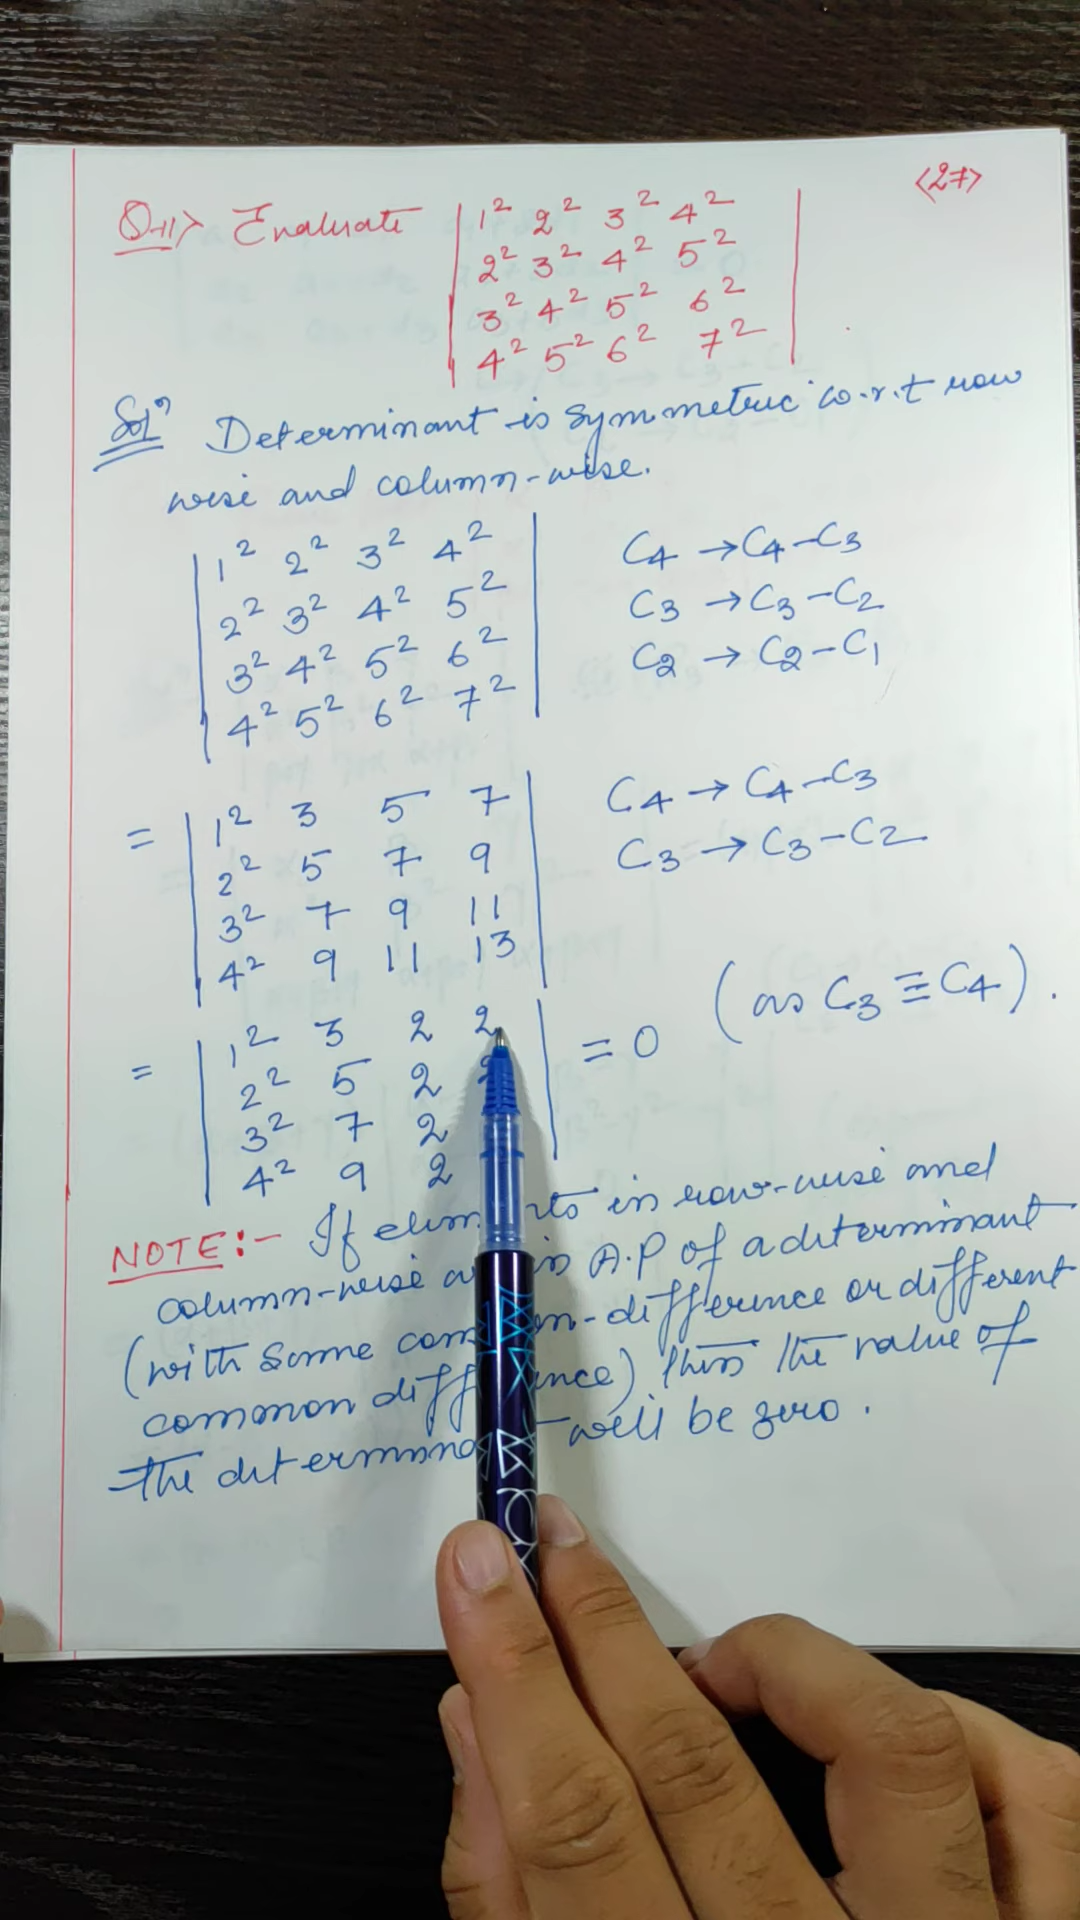 <27>
Q-11> Evaluate | 1² 2² 3² 4² |
| 2² 3² 4² 5² |
| 3² 4² 5² 6² |
| 4² 5² 6² 7² |
Solⁿ Determinant is symmetric w.r.t row
wise and column-wise.
| 1² 2² 3² 4² | C₄ → C₄-C₃
| 2² 3² 4² 5² | C₃ → C₃-C₂
| 3² 4² 5² 6² | C₂ → C₂-C₁
| 4² 5² 6² 7² |
= | 1² 3 5 7 | C₄ → C₄-C₃
| 2² 5 7 9 | C₃ → C₃-C₂
| 3² 7 9 11 |
| 4² 9 11 13 |
= | 1² 3 2 2 | = 0 (as C₃ ≡ C₄).
| 2² 5 2 2 |
| 3² 7 2 |
| 4² 9 2 |
NOTE:- If in row-wise and
column-wise in A.P of a determinant
(with same -difference or different
common ) then the value of
the will be zero.